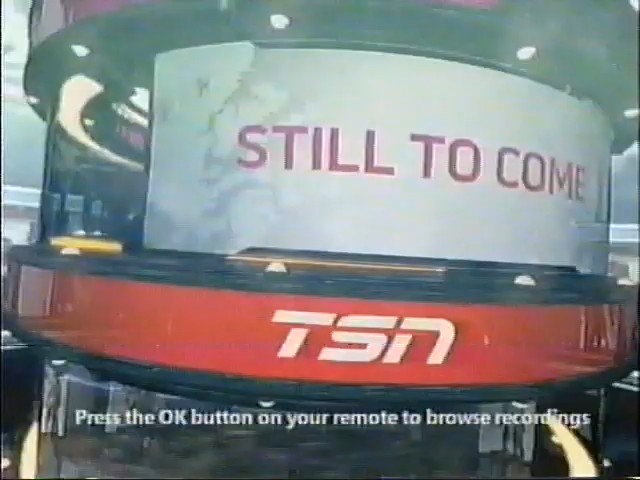 STILL TO COME
TSN
Press the OK button on your remote to browse recordings